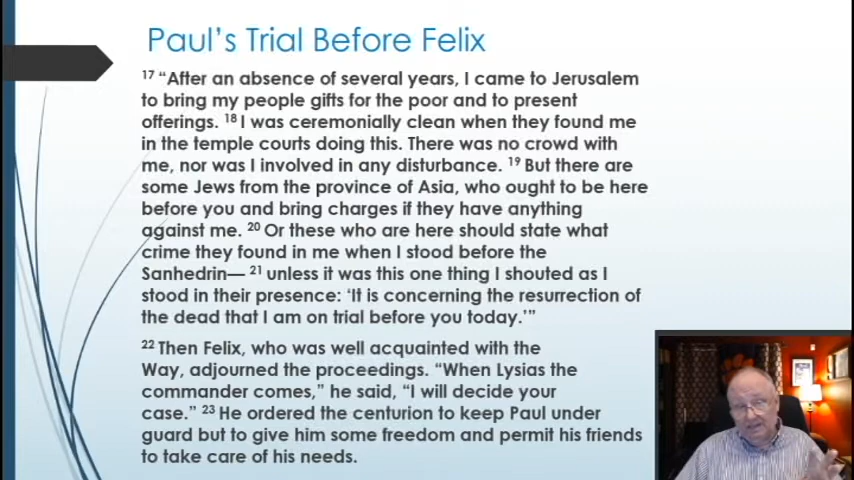 Paul's Trial Before Felix
17 “After an absence of several years, I came to Jerusalem
to bring my people gifts for the poor and to present
offerings. 18 I was ceremonially clean when they found me
in the temple courts doing this. There was no crowd with
me, nor was I involved in any disturbance. 19 But there are
some Jews from the province of Asia, who ought to be here
before you and bring charges if they have anything
against me. 20 Or these who are here should state what
crime they found in me when I stood before the
Sanhedrin— 21 unless it was this one thing I shouted as I
stood in their presence: ‘It is concerning the resurrection of
the dead that I am on trial before you today.’”
22 Then Felix, who was well acquainted with the
Way, adjourned the proceedings. “When Lysias the
commander comes,” he said, “I will decide your
case.” 23 He ordered the centurion to keep Paul under
guard but to give him some freedom and permit his friends
to take care of his needs.